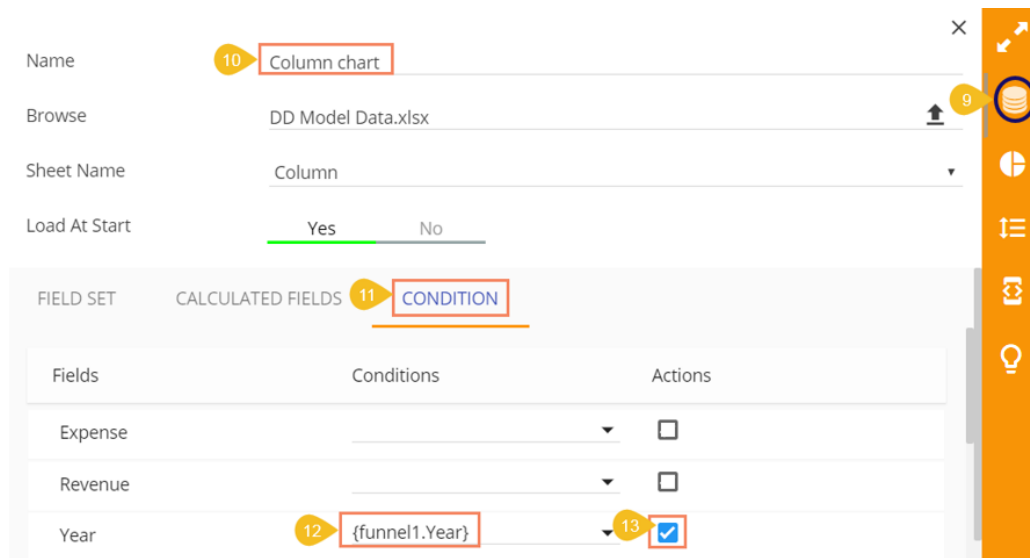 Name 10 Column chart
Browse DD Model Data.xlsx 9
Sheet Name Column
Load At Start Yes No
FIELD SET CALCULATED FIELDS 11 CONDITION
Fields Conditions Actions
Expense
Revenue
Year 12 {funnel1.Year} 13